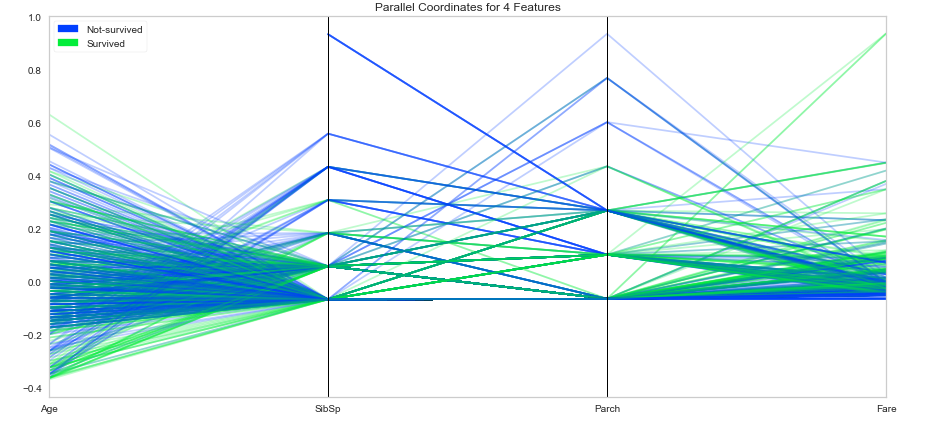 Parallel Coordinates for 4 Features
Not-survived
Survived
1.0
0.8
0.6
0.4
0.2
0.0
−0.2
−0.4
Age
SibSp
Parch
Fare